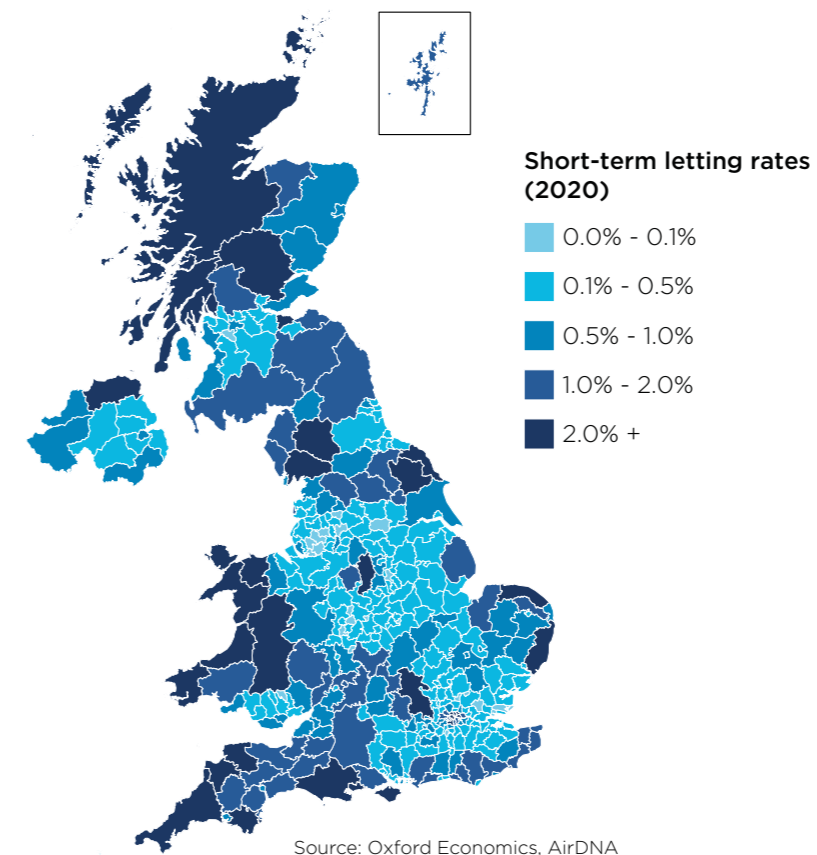 Short-term letting rates
(2020)
0.0% - 0.1%
0.1% - 0.5%
0.5% - 1.0%
1.0% - 2.0%
2.0% +
Source: Oxford Economics, AirDNA